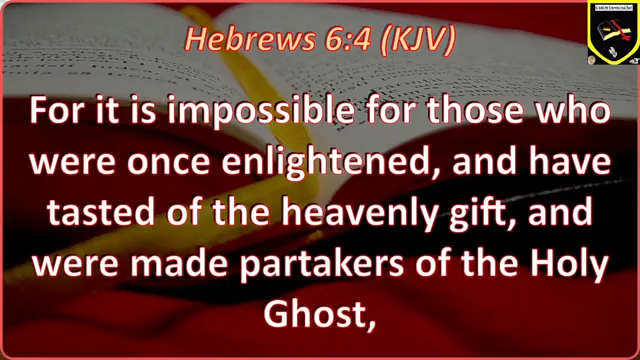 Hebrews 6:4 (KJV)
For it is impossible for those who
were once enlightened, and have
tasted of the heavenly gift, and
were made partakers of the Holy
Ghost,